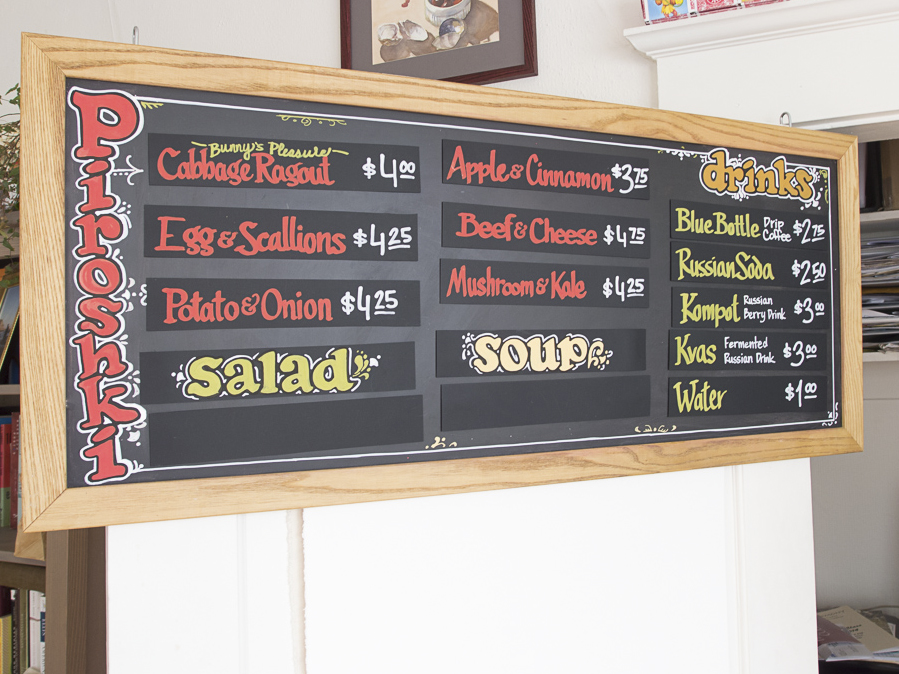 Piroshki
Bunny's Pleasure
Cabbage Ragout $4.00
Egg & Scallions $4.25
Potato & Onion $4.25
Salad
Apple & Cinnamon $3.75
Beef & Cheese $4.75
Mushroom & Kale $4.25
Soup
drinks
Blue Bottle Drip Coffee $2.75
Russian Soda $2.50
Kompot Russian Berry Drink $3.00
Kvas Fermented Russian Drink $3.00
Water $1.00